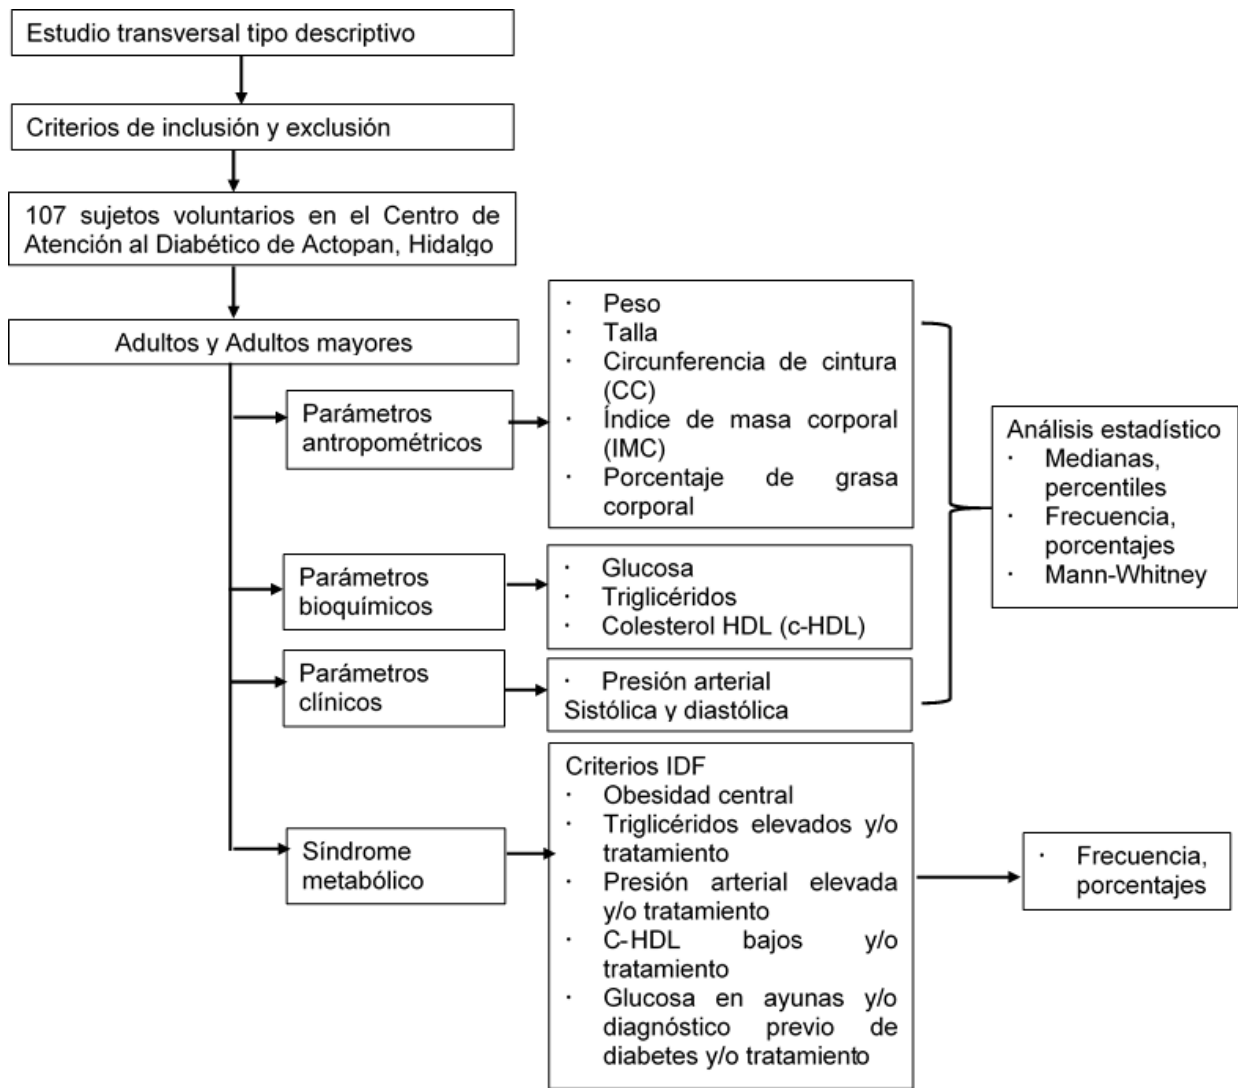 Estudio transversal tipo descriptivo
Criterios de inclusión y exclusión
107 sujetos voluntarios en el Centro de
Atención al Diabético de Actopan, Hidalgo
Adultos y Adultos mayores
Parámetros
antropométricos
· Peso
· Talla
· Circunferencia de cintura
(CC)
· Índice de masa corporal
(IMC)
· Porcentaje de grasa
corporal
Parámetros
bioquímicos
· Glucosa
· Triglicéridos
· Colesterol HDL (c-HDL)
Parámetros
clínicos
· Presión arterial
Sistólica y diastólica
Análisis estadístico
· Medianas,
percentiles
· Frecuencia,
porcentajes
· Mann-Whitney
Síndrome
metabólico
Criterios IDF
· Obesidad central
· Triglicéridos elevados y/o
tratamiento
· Presión arterial elevada
y/o tratamiento
· C-HDL bajos y/o
tratamiento
· Glucosa en ayunas y/o
diagnóstico previo de
diabetes y/o tratamiento
· Frecuencia,
porcentajes